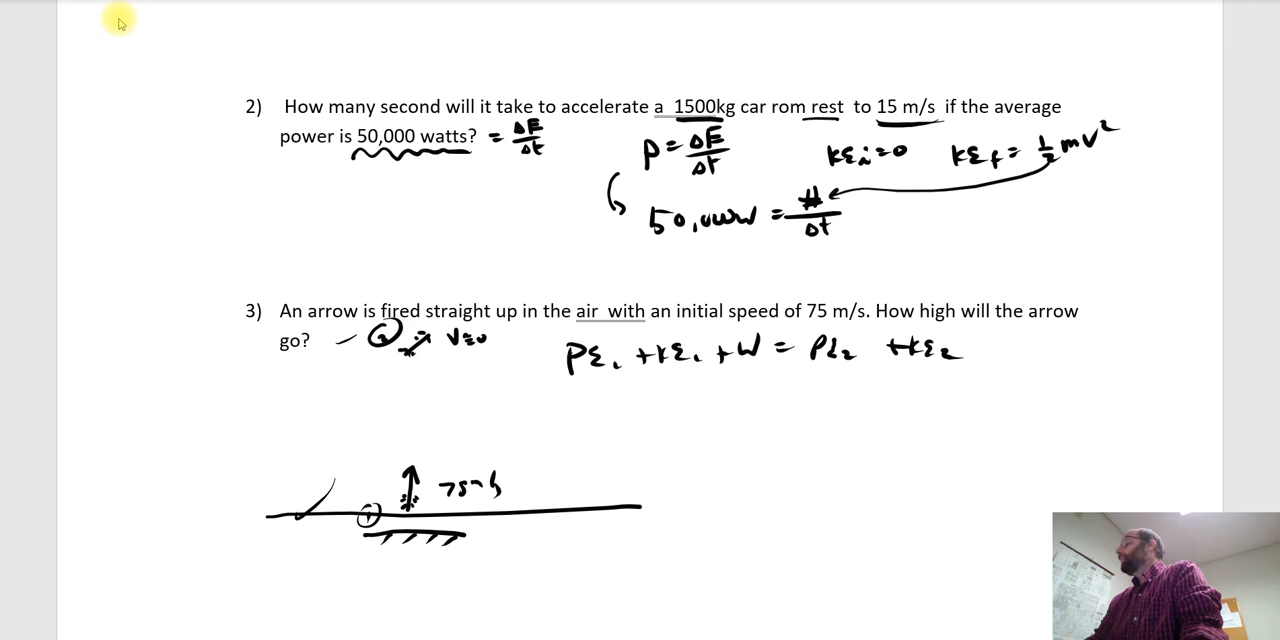 2) How many second will it take to accelerate a 1500kg car rom rest to 15 m/s if the average
power is 50,000 watts? = ΔE/Δt
P = ΔE/Δt
KEi = 0 KEf = ½mv²
50,000W = #/Δt
3) An arrow is fired straight up in the air with an initial speed of 75 m/s. How high will the arrow
go? ② V=0
PE₁ + KE₁ + W = PE₂ + KE₂
① 75m/s